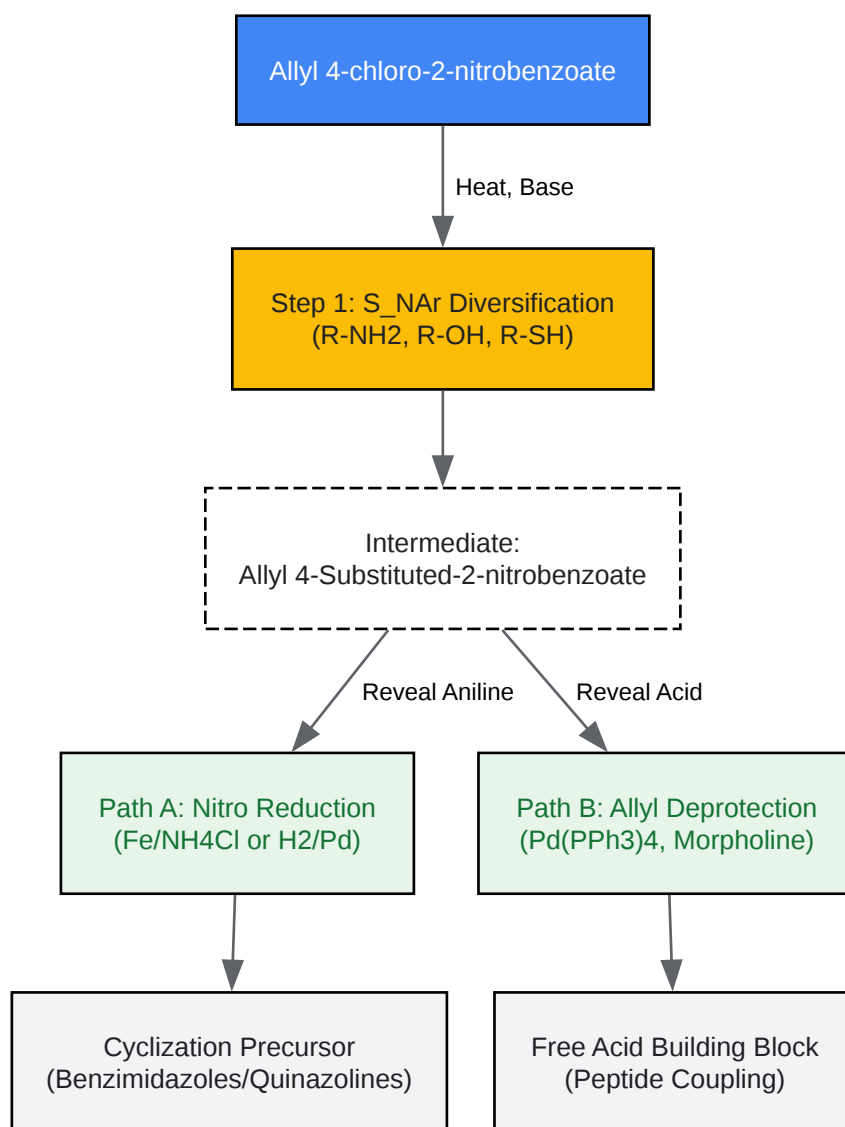 Allyl 4-chloro-2-nitrobenzoate
Heat, Base
Step 1: S_NAr Diversification
(R-NH2, R-OH, R-SH)
Intermediate:
Allyl 4-Substituted-2-nitrobenzoate
Reveal Aniline
Reveal Acid
Path A: Nitro Reduction
(Fe/NH4Cl or H2/Pd)
Path B: Allyl Deprotection
(Pd(PPh3)4, Morpholine)
Cyclization Precursor
(Benzimidazoles/Quinazolines)
Free Acid Building Block
(Peptide Coupling)